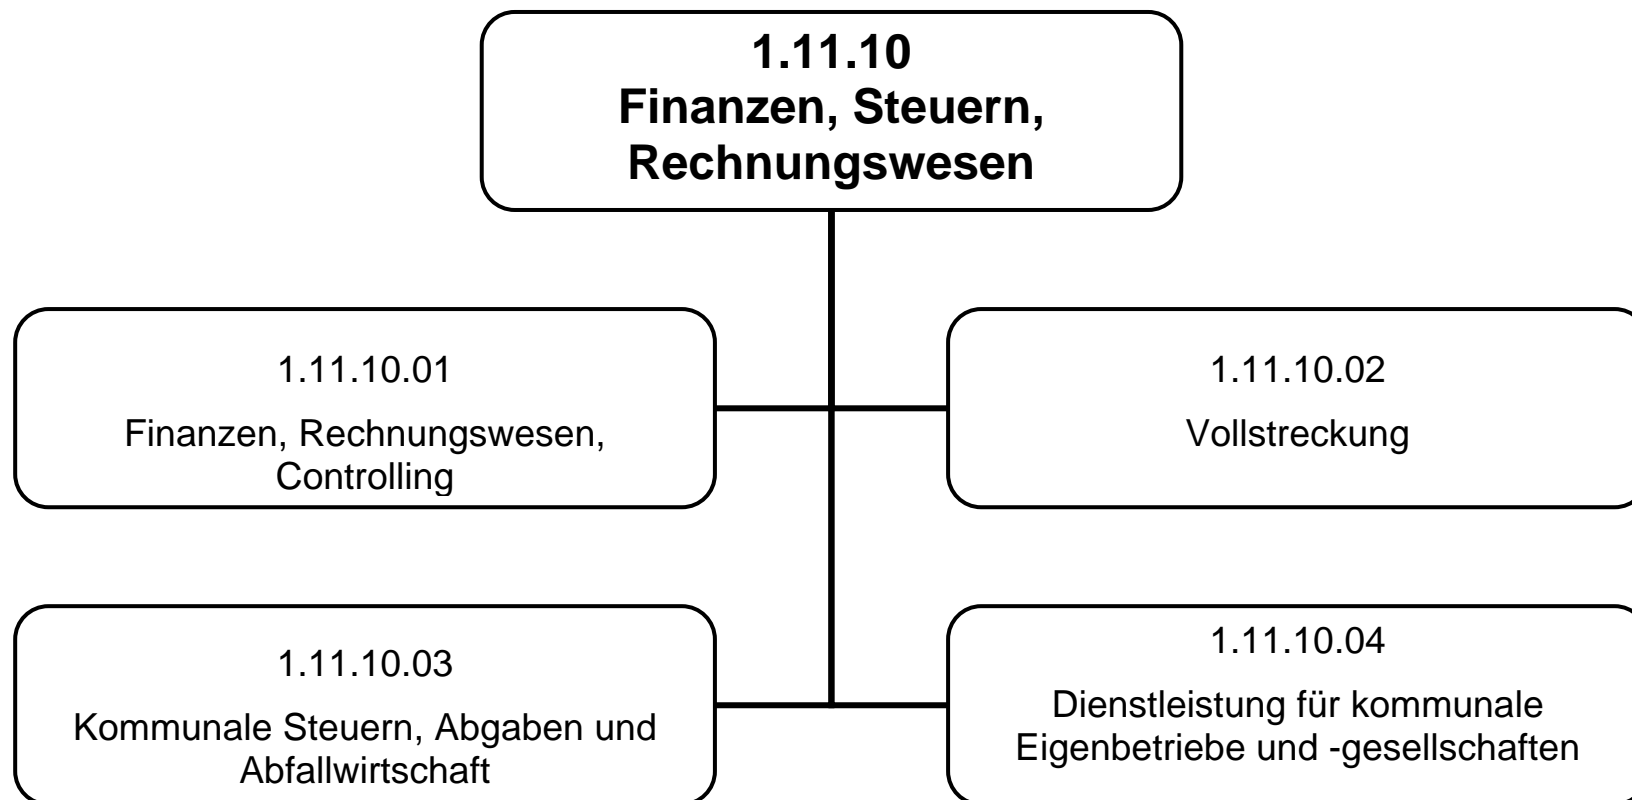 1.11.10
Finanzen, Steuern,
Rechnungswesen
1.11.10.01
Finanzen, Rechnungswesen,
Controlling
1.11.10.02
Vollstreckung
1.11.10.03
Kommunale Steuern, Abgaben und
Abfallwirtschaft
1.11.10.04
Dienstleistung für kommunale
Eigenbetriebe und -gesellschaften